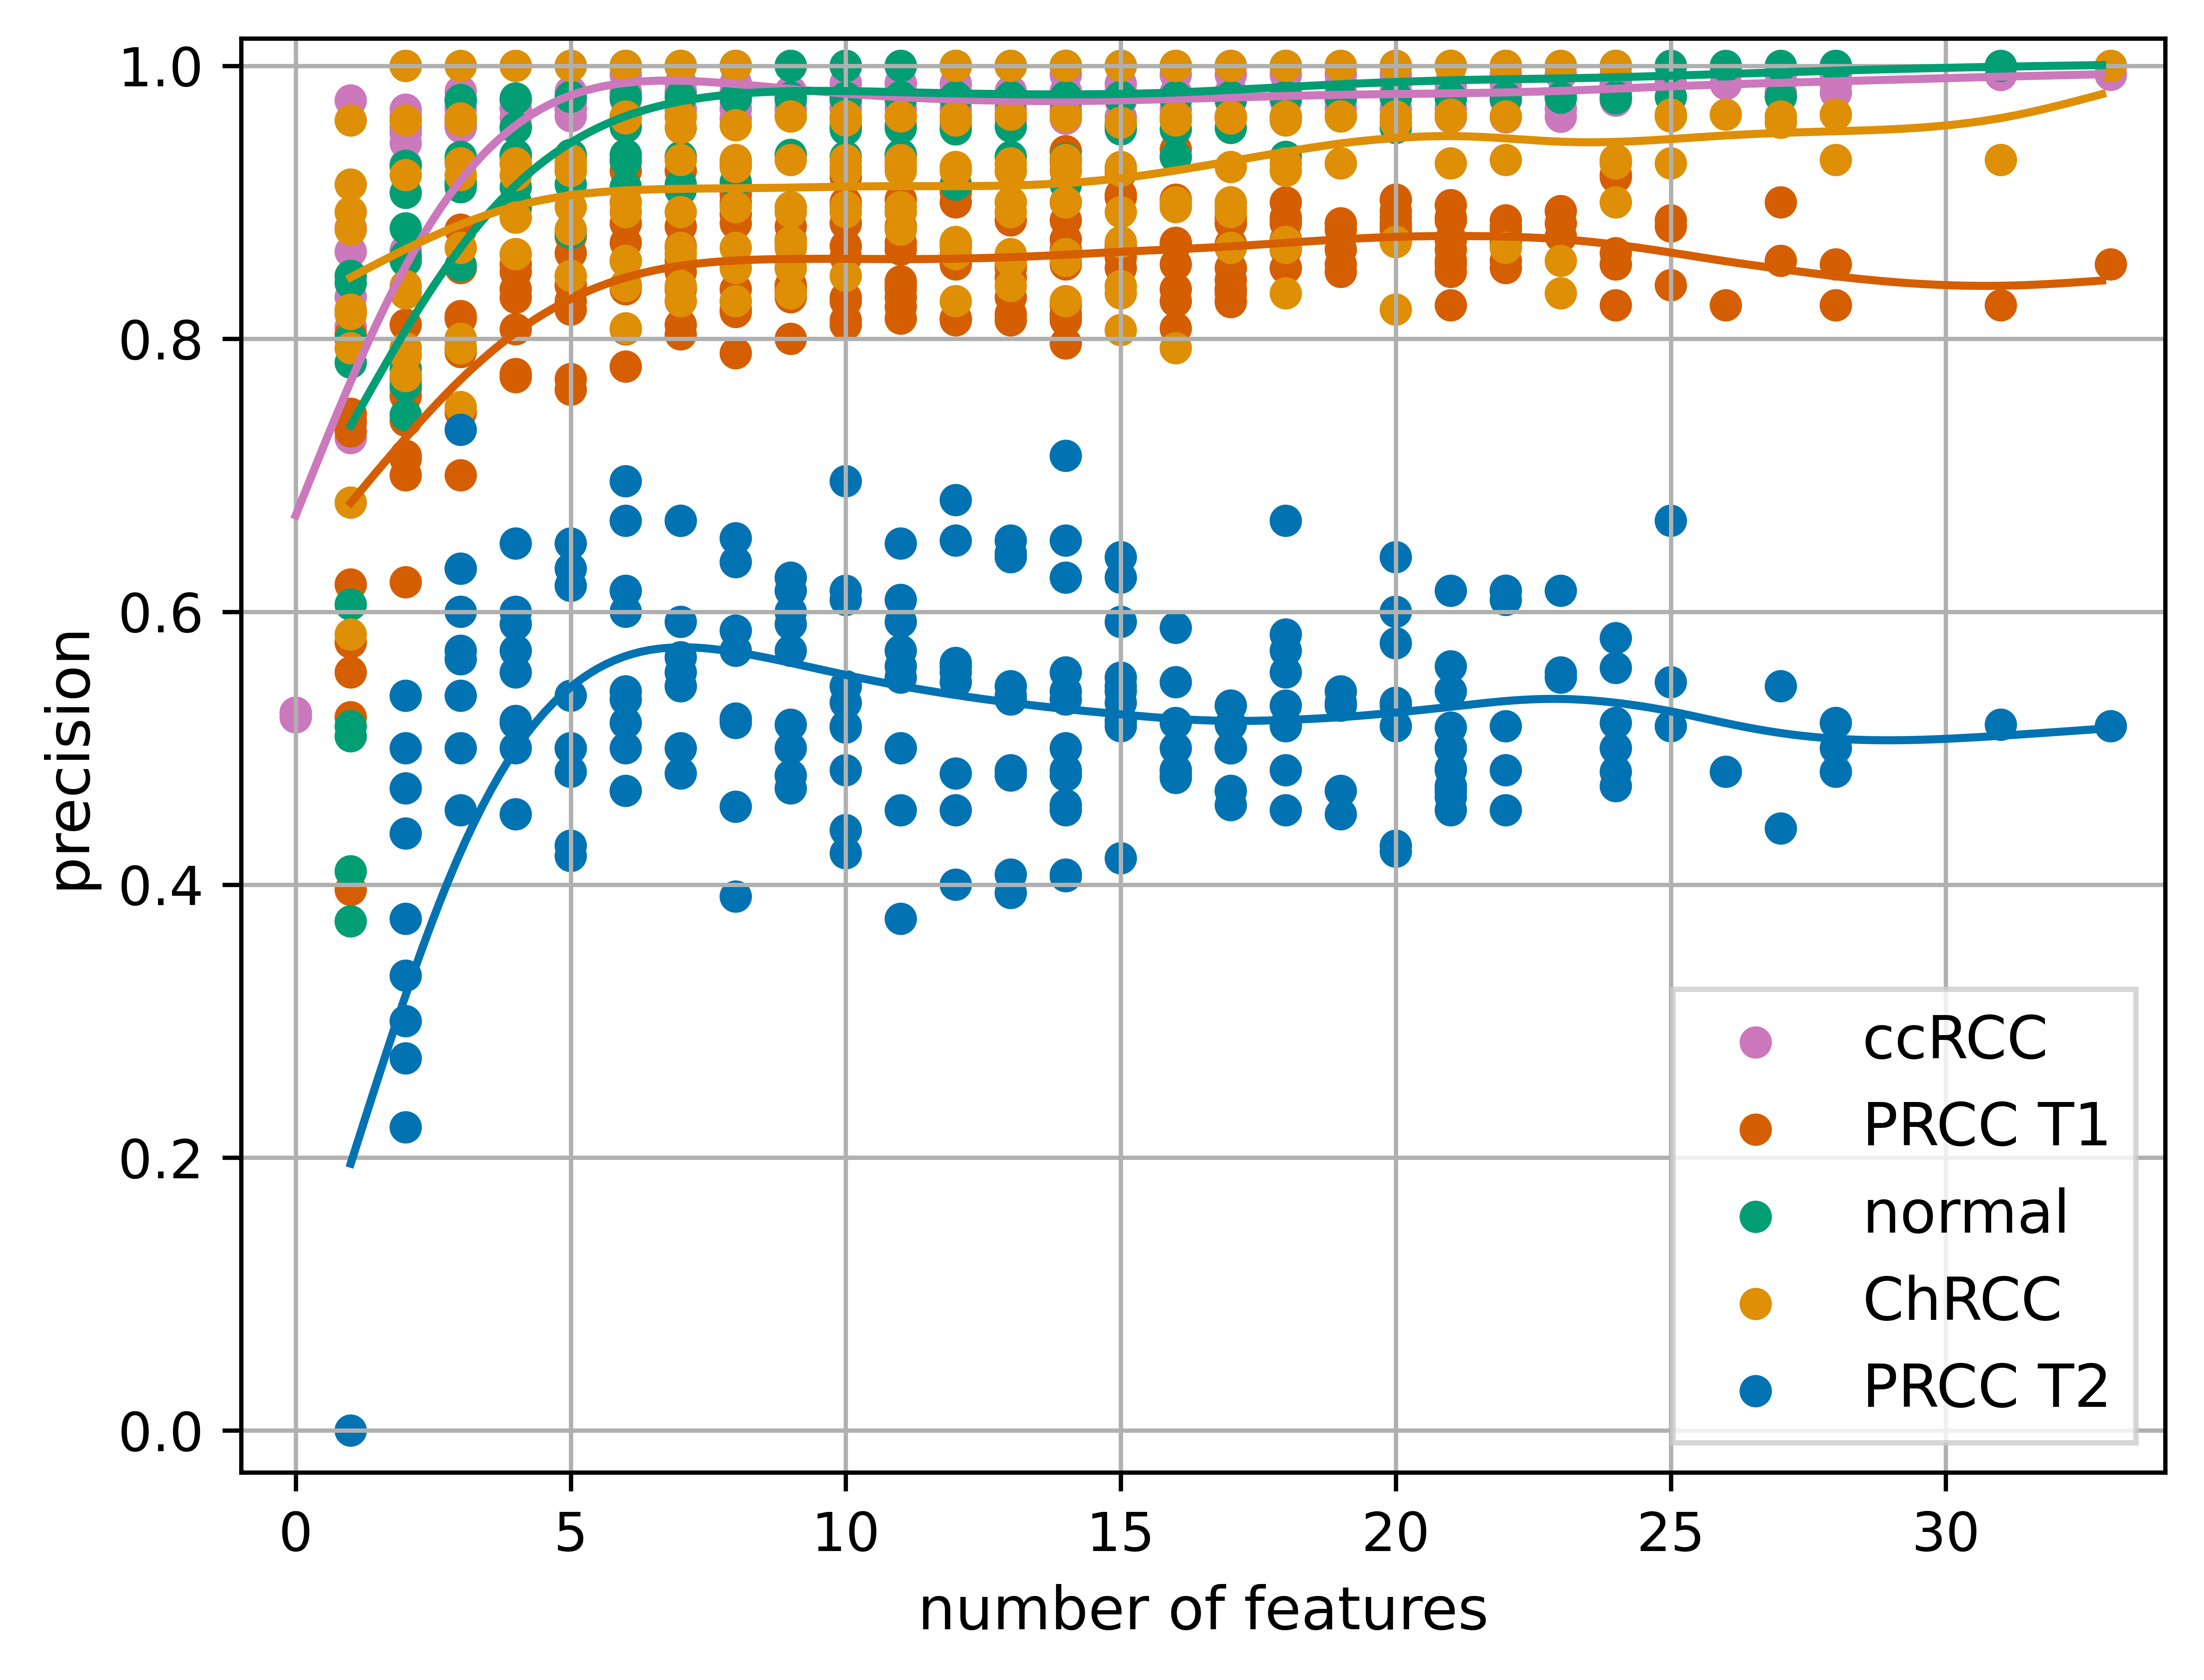 1.0
0.8
0.6
0.4
0.2
0.0
precision
0 5 10 15 20 25 30
number of features
ccRCC
PRCC T1
normal
ChRCC
PRCC T2